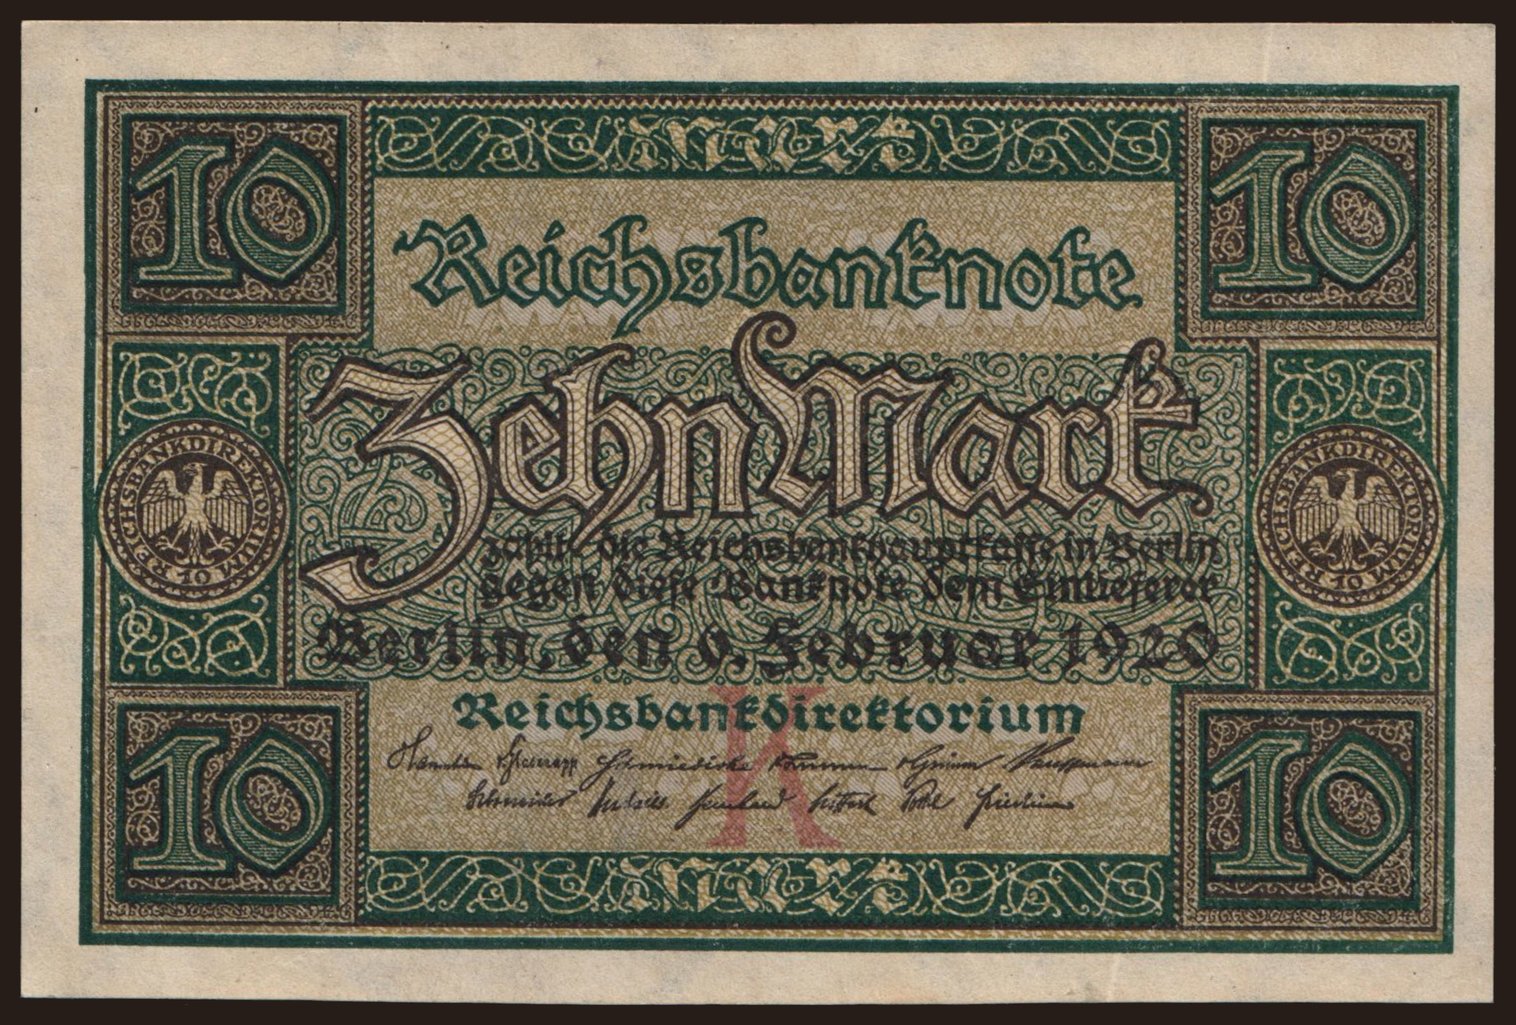 10 10
Reichsbanknote
Zehn Mark
zahlt die Reichsbankhauptkasse in Berlin
gegen diese Banknote dem Einlieferer
Berlin, den 6. Februar 1920
REICHSBANKDIREKTORIUM 10
REICHSBANKDIREKTORIUM 10
Reichsbankdirektorium
K
10 10